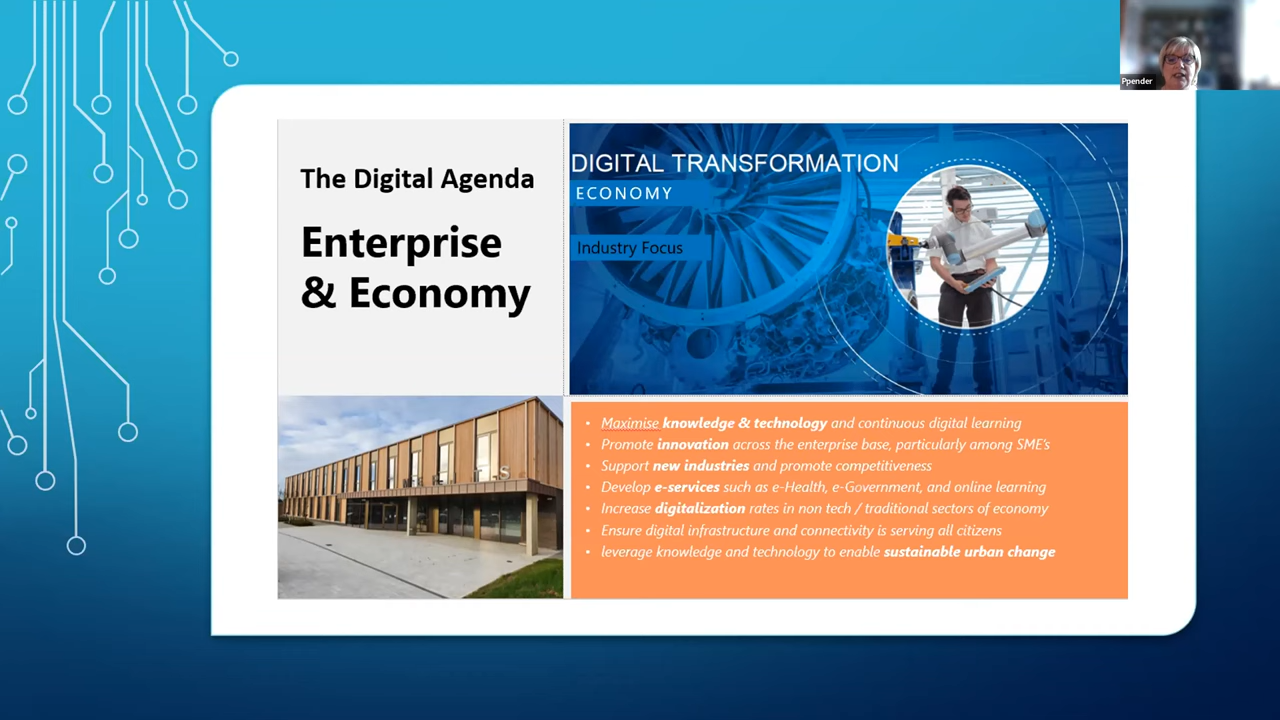 Ppender
The Digital Agenda
Enterprise
& Economy
DIGITAL TRANSFORMATION
ECONOMY
Industry Focus
• Maximise knowledge & technology and continuous digital learning
• Promote innovation across the enterprise base, particularly among SME's
• Support new industries and promote competitiveness
• Develop e-services such as e-Health, e-Government, and online learning
• Increase digitalization rates in non tech / traditional sectors of economy
• Ensure digital infrastructure and connectivity is serving all citizens
• leverage knowledge and technology to enable sustainable urban change